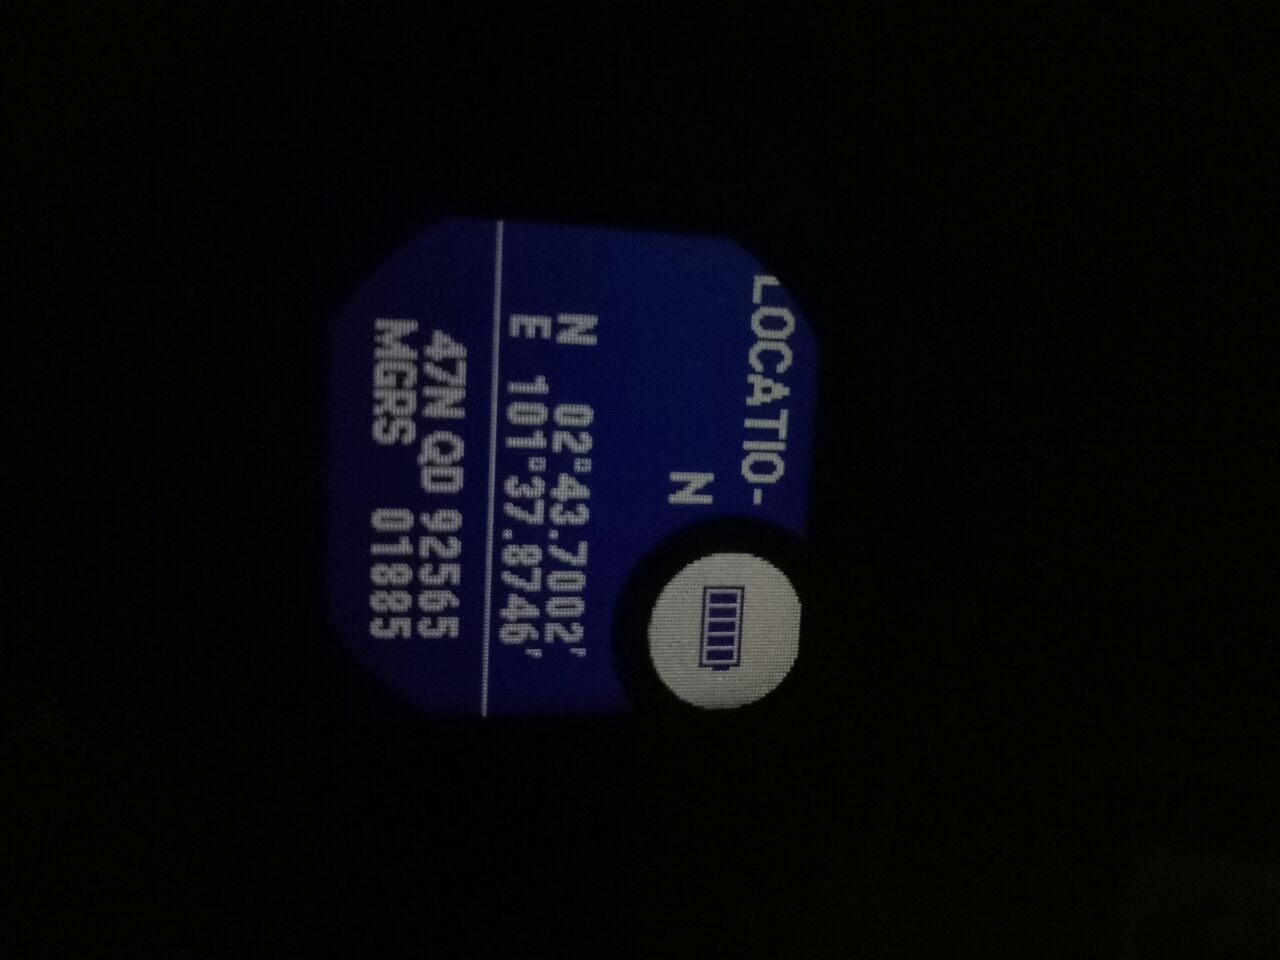 LOCATIO-
N
N 02°43.7002'
E 101°37.8746'
47N QD 92565
MGRS 01885